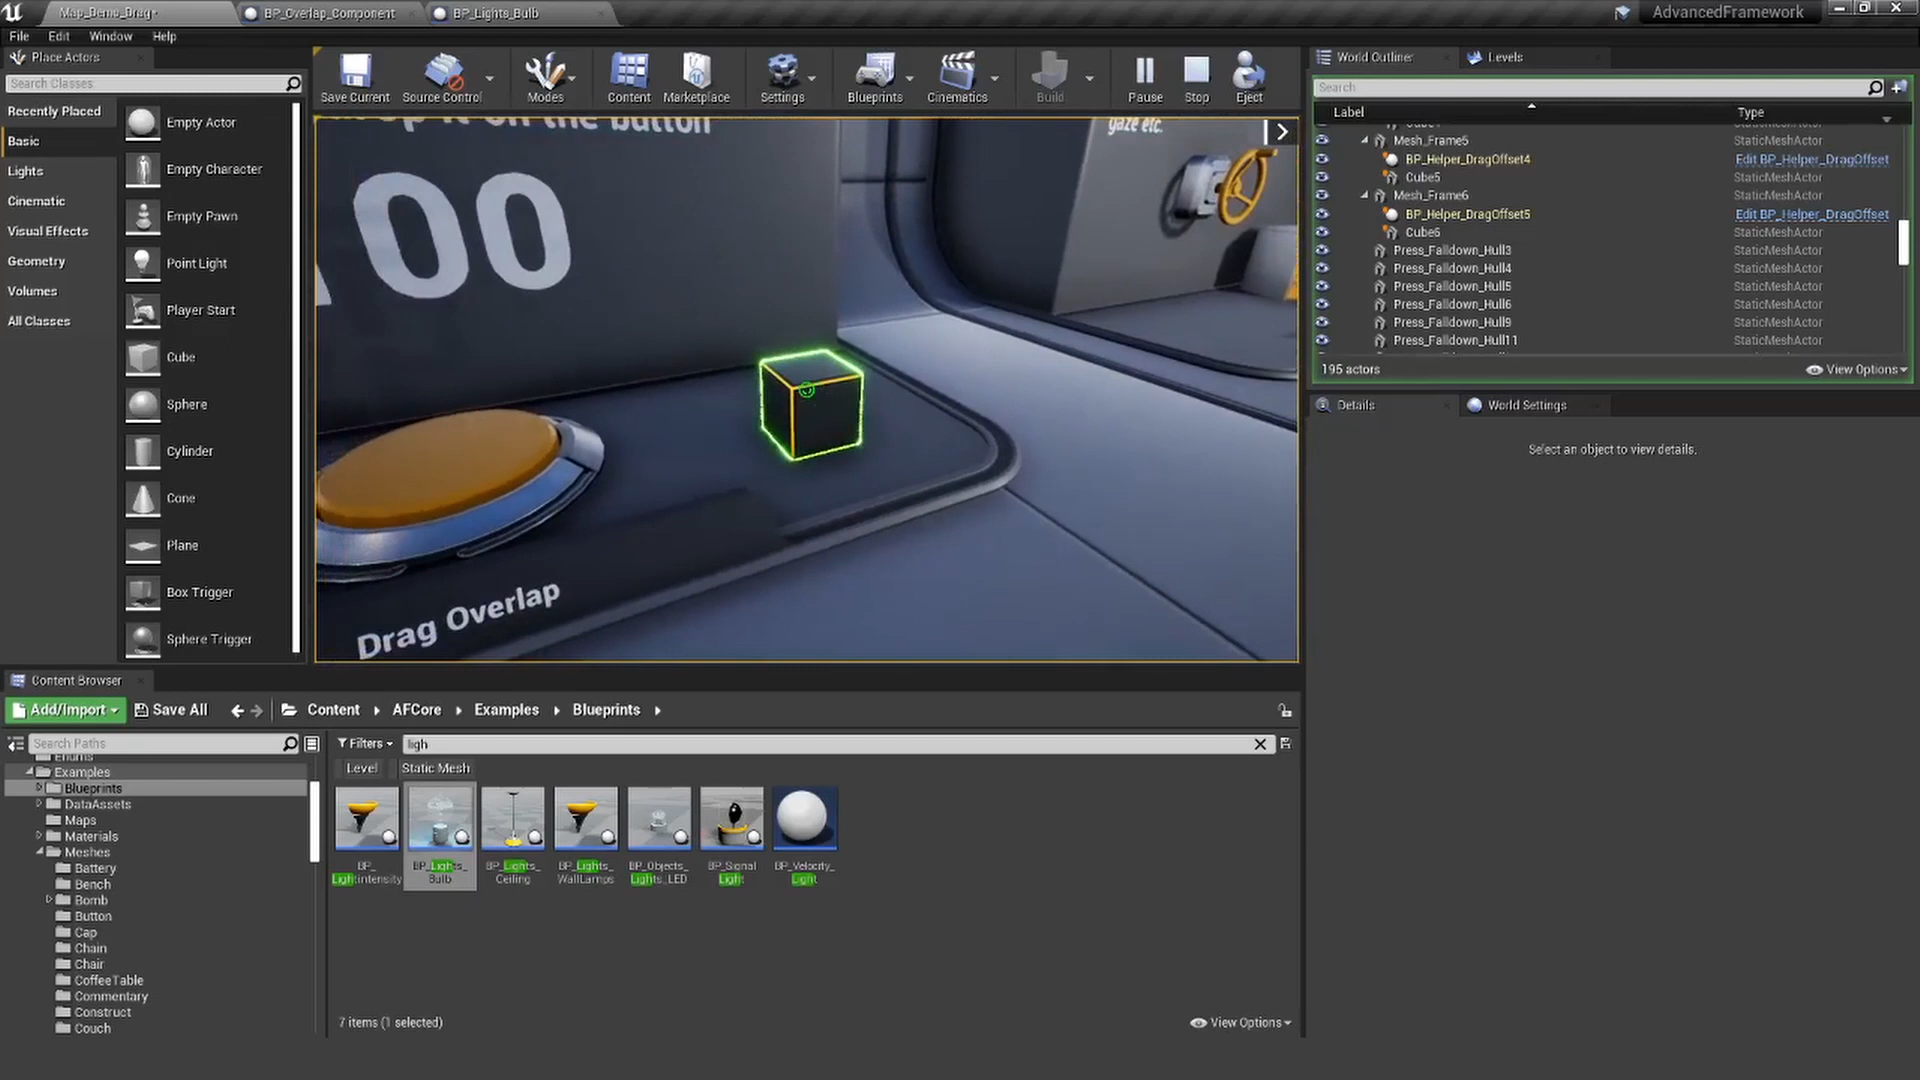 Map_Demo_Drag*
BP_Overlap_Component
BP_Lights_Bulb
AdvancedFramework
File Edit Window Help
Place Actors
Search Classes
Recently Placed
Basic
Lights
Cinematic
Visual Effects
Geometry
Volumes
All Classes
Empty Actor
Empty Character
Empty Pawn
Point Light
Player Start
Cube
Sphere
Cylinder
Cone
Plane
Box Trigger
Sphere Trigger
Save Current
Source Control
Modes
Content
Marketplace
Settings
Blueprints
Cinematics
Build
Pause
Stop
Eject
it on the button
00
gaze etc.
Drag Overlap
World Outliner
Levels
Search
Label Type
Mesh_Frame5 StaticMeshActor
BP_Helper_DragOffset4 Edit BP_Helper_DragOffset
Cube5 StaticMeshActor
Mesh_Frame6 StaticMeshActor
BP_Helper_DragOffset5 Edit BP_Helper_DragOffset
Cube6 StaticMeshActor
Press_Falldown_Hull3 StaticMeshActor
Press_Falldown_Hull4 StaticMeshActor
Press_Falldown_Hull5 StaticMeshActor
Press_Falldown_Hull6 StaticMeshActor
Press_Falldown_Hull9 StaticMeshActor
Press_Falldown_Hull11 StaticMeshActor
195 actors
View Options
Details
World Settings
Select an object to view details.
Content Browser
Add/Import
Save All
Content
AFCore
Examples
Blueprints
Search Paths
Enums
Examples
Blueprints
DataAssets
Maps
Materials
Meshes
Battery
Bench
Bomb
Button
Cap
Chain
Chair
CoffeeTable
Commentary
Construct
Couch
Filters
ligh
Level
Static Mesh
BP_
Lightintensity
BP_Lights_
Bulb
BP_Lights_
Ceiling
BP_Lights_
WallLamps
BP_Objects_
Lights_LED
BP_Signal
Light
BP_Velocity_
Light
7 items (1 selected)
View Options